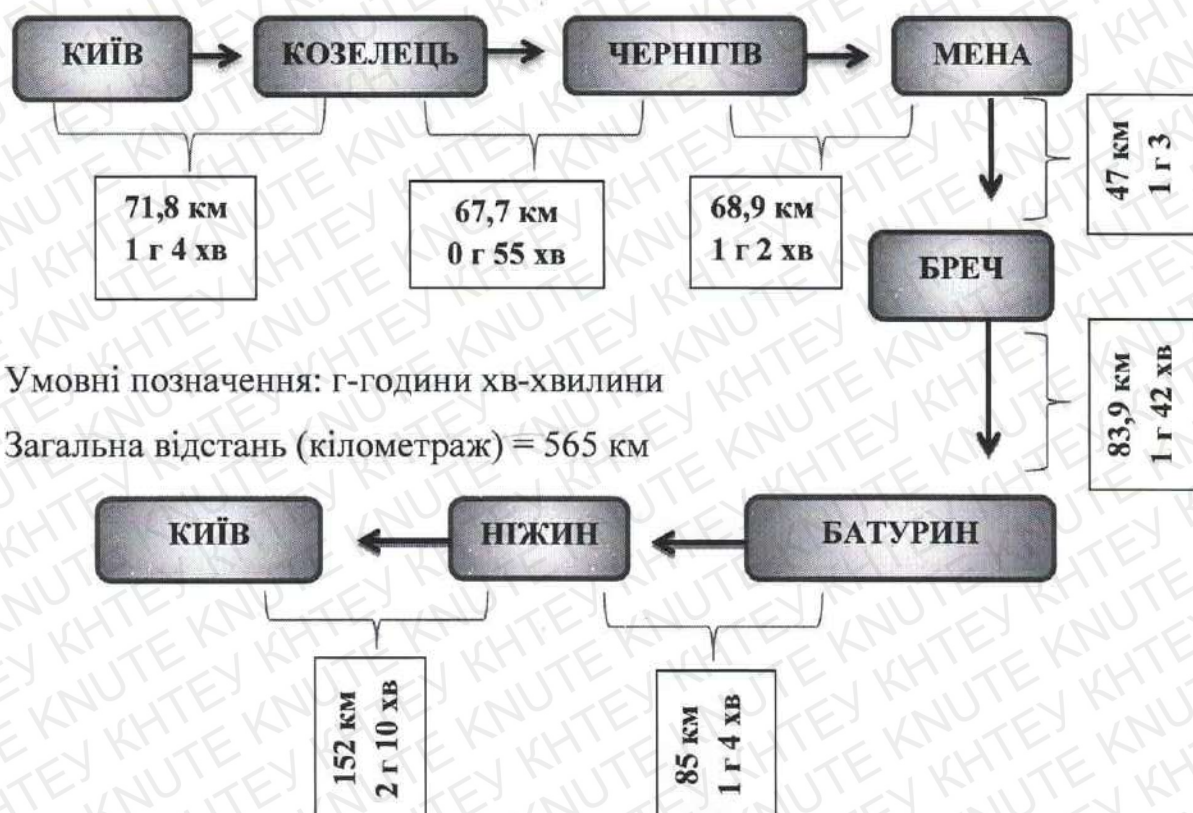 КИЇВ
КОЗЕЛЕЦЬ
ЧЕРНІГІВ
МЕНА
71,8 км
1 г 4 хв
67,7 км
0 г 55 хв
68,9 км
1 г 2 хв
47 км
1 г 3
БРЕЧ
83,9 км
1 г 42 хв
Умовні позначення: г-години хв-хвилини
Загальна відстань (кілометраж) = 565 км
КИЇВ
НІЖИН
БАТУРИН
152 км
2 г 10 хв
85 км
1 г 4 хв